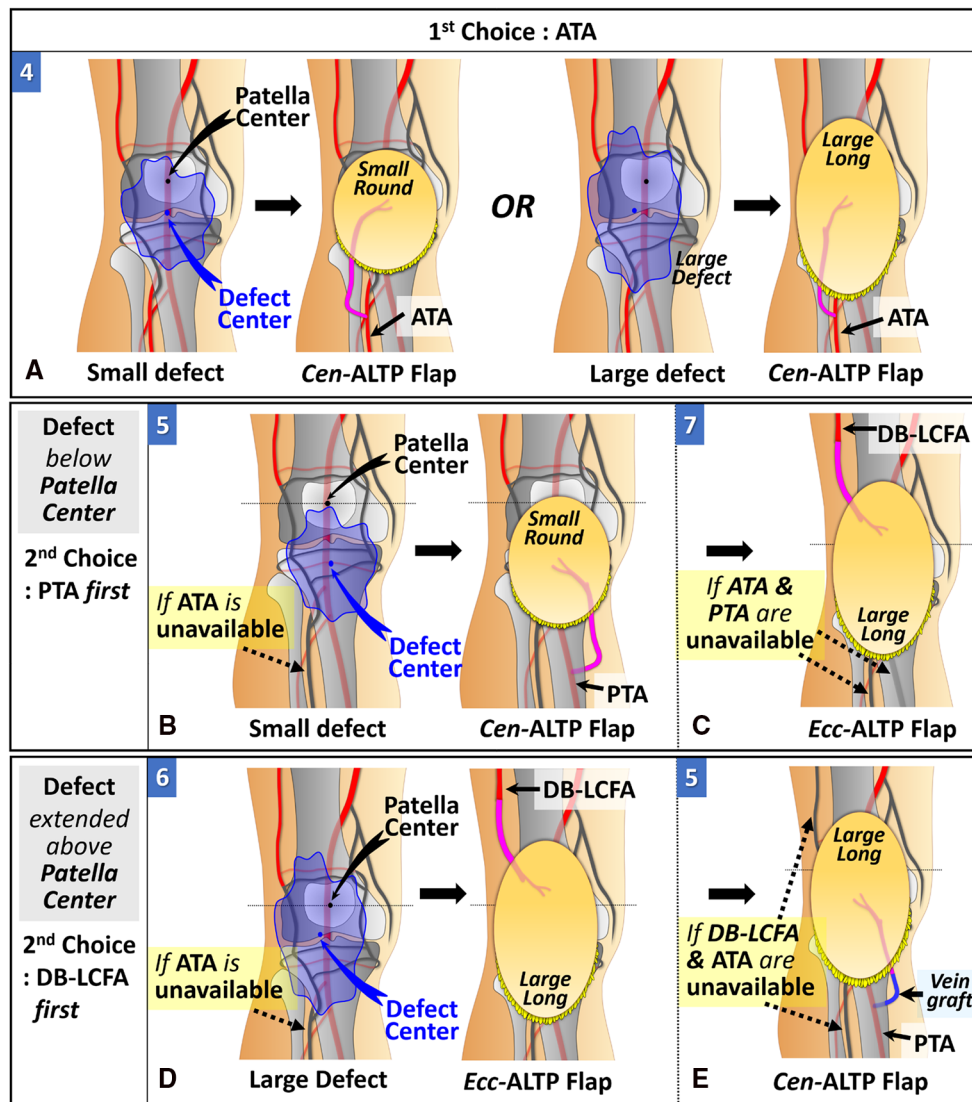 1st Choice : ATA
4
Patella
Center
Defect
Center
Small
Round
ATA
OR
Large
Defect
Large
Long
ATA
A
Small defect
Cen-ALTP Flap
Large defect
Cen-ALTP Flap
Defect
below
Patella
Center
2nd Choice
: PTA first
5
Patella
Center
If ATA is
unavailable
Defect
Center
Small
Round
PTA
B
Small defect
Cen-ALTP Flap
7
DB-LCFA
If ATA &
PTA are
unavailable
Large
Long
C
Ecc-ALTP Flap
Defect
extended
above
Patella
Center
2nd Choice
: DB-LCFA
first
6
Patella
Center
If ATA is
unavailable
Defect
Center
DB-LCFA
Large
Long
D
Large Defect
Ecc-ALTP Flap
5
Large
Long
If DB-LCFA
& ATA are
unavailable
Vein
graft
PTA
E
Cen-ALTP Flap